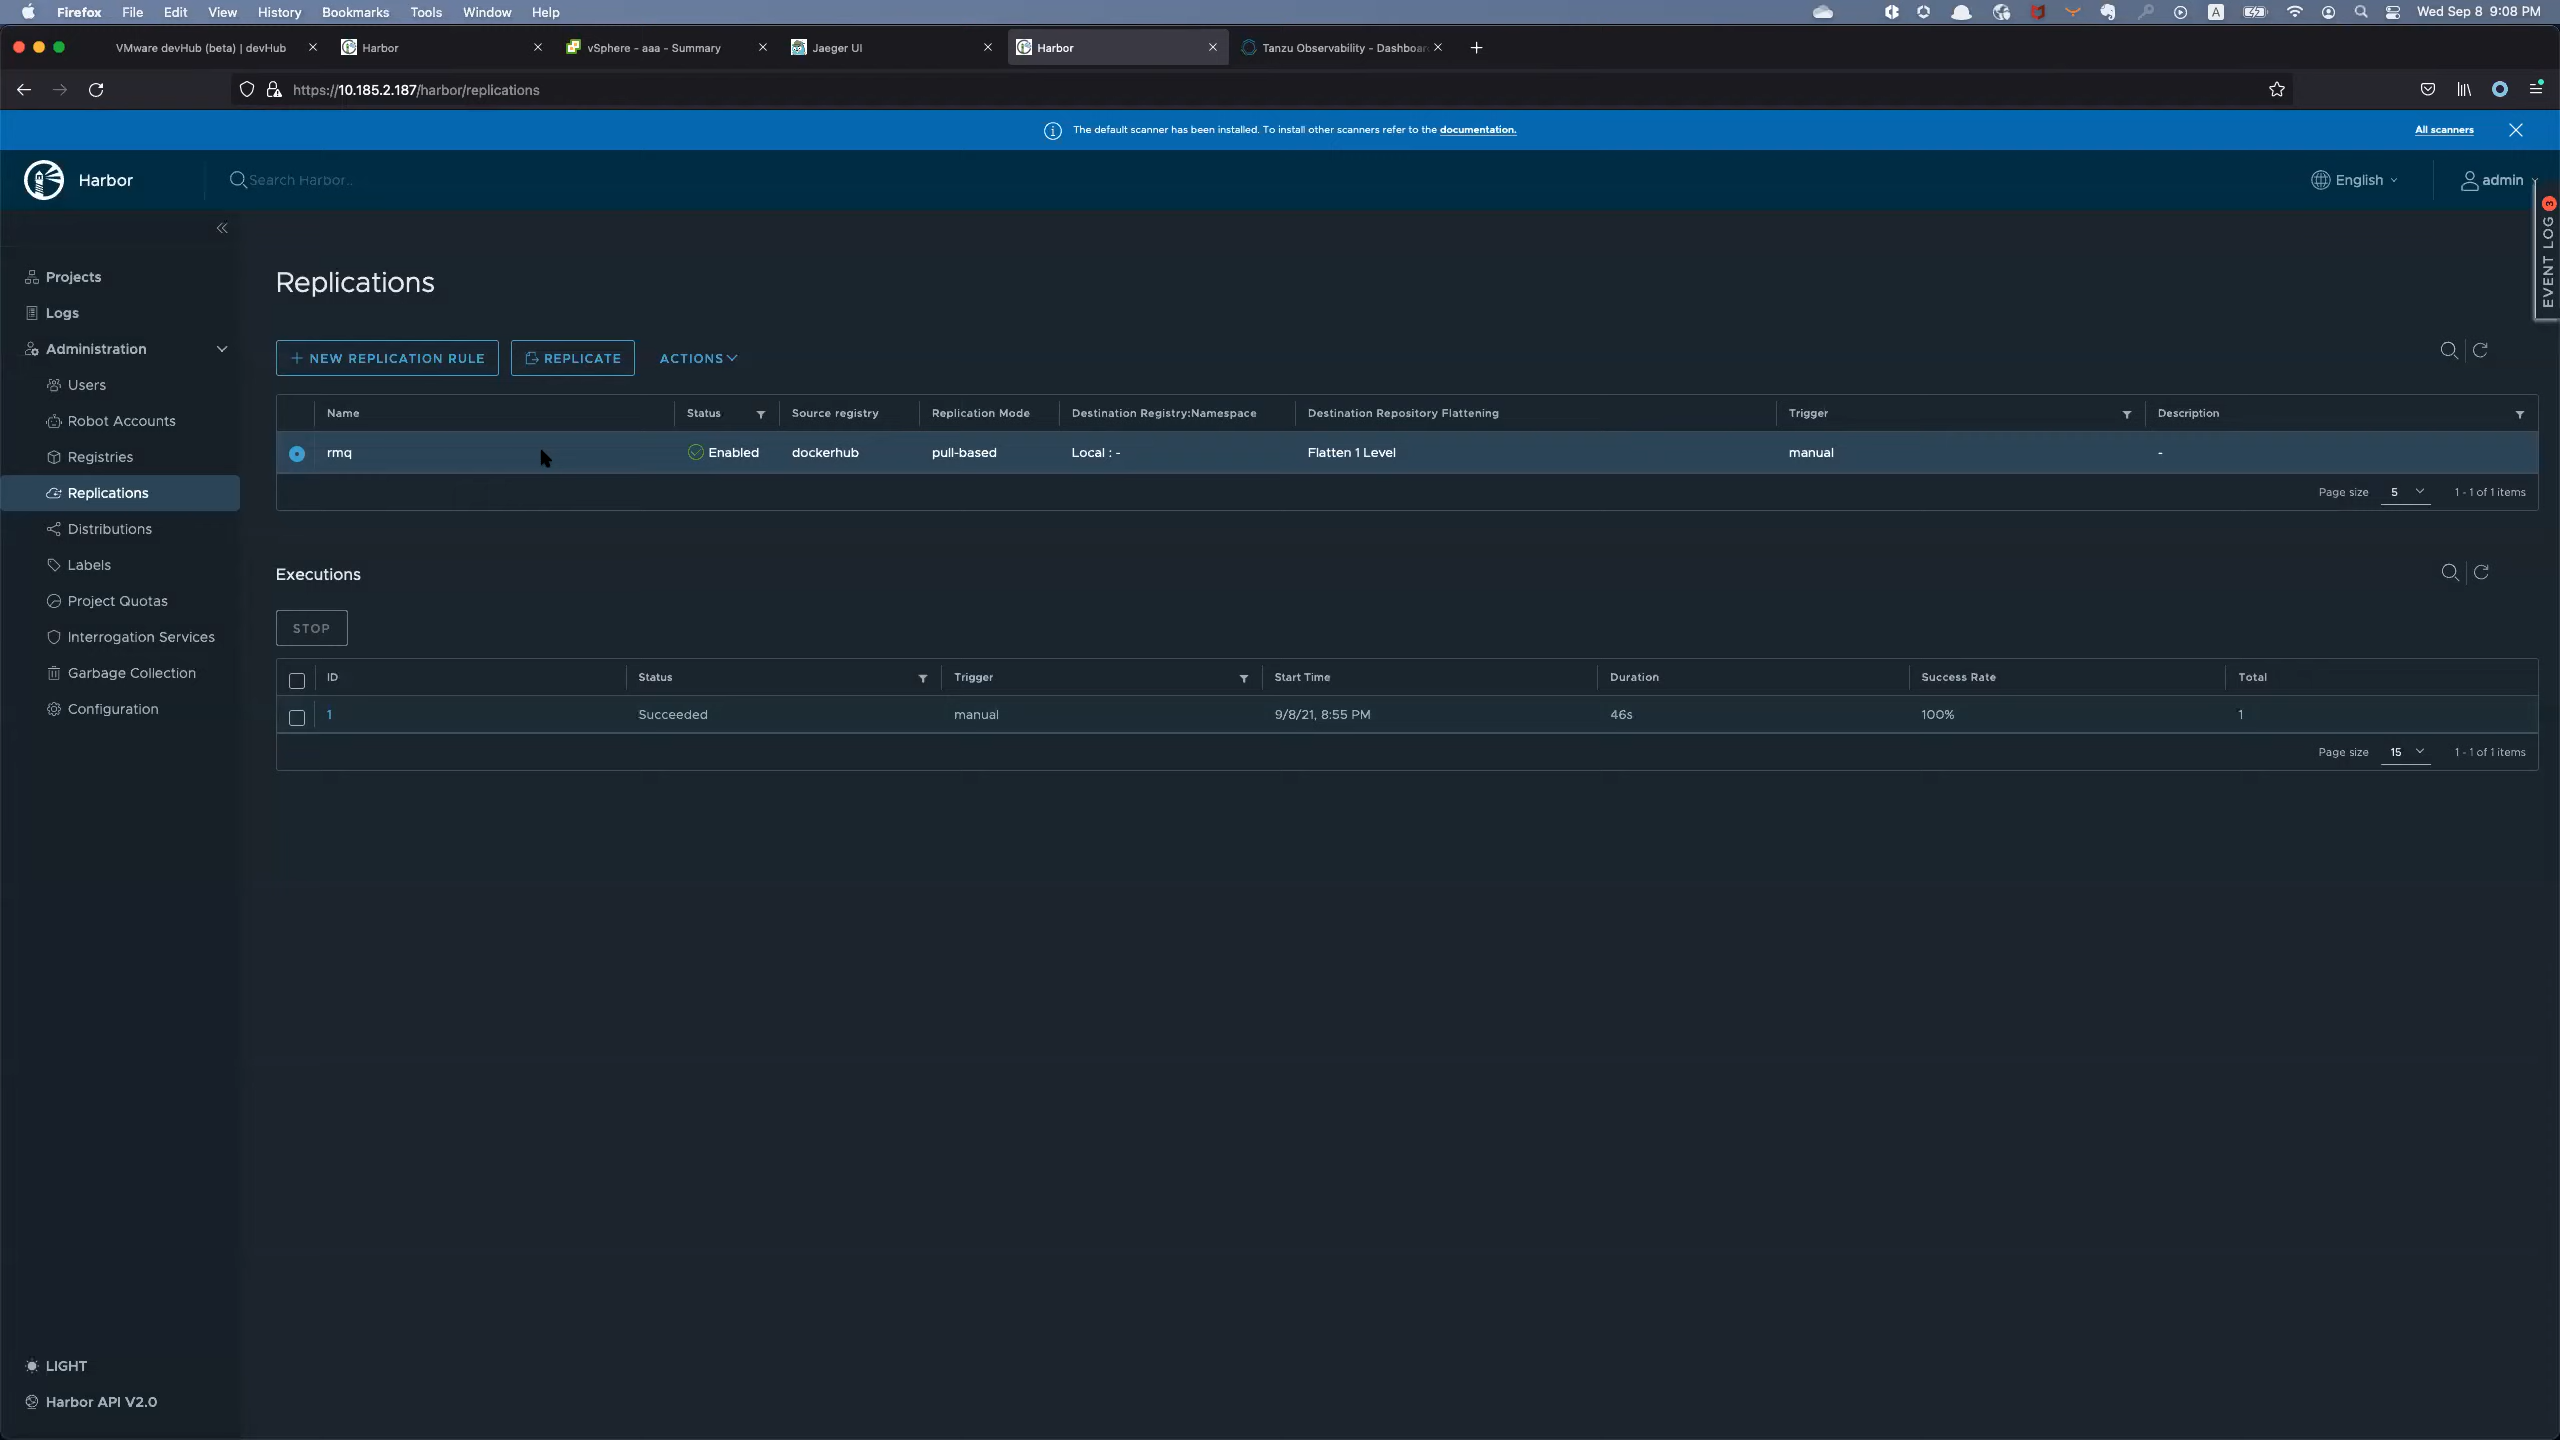 Firefox File Edit View History Bookmarks Tools Window Help A Wed Sep 8 9:08 PM
VMware devHub (beta) | devHub Harbor vSphere - aaa - Summary Jaeger UI Harbor Tanzu Observability - Dashboar
https://10.185.2.187/harbor/replications
The default scanner has been installed. To install other scanners refer to the documentation. All scanners
Harbor Search Harbor... English admin
EVENT LOG 3
Projects
Logs
Administration
Users
Robot Accounts
Registries
Replications
Distributions
Labels
Project Quotas
Interrogation Services
Garbage Collection
Configuration
LIGHT
Harbor API V2.0
Replications
NEW REPLICATION RULE REPLICATE ACTIONS
Name Status Source registry Replication Mode Destination Registry:Namespace Destination Repository Flattening Trigger Description
rmq Enabled dockerhub pull-based Local : - Flatten 1 Level manual -
Page size 5 1 - 1 of 1 items
Executions
STOP
ID Status Trigger Start Time Duration Success Rate Total
1 Succeeded manual 9/8/21, 8:55 PM 46s 100% 1
Page size 15 1 - 1 of 1 items